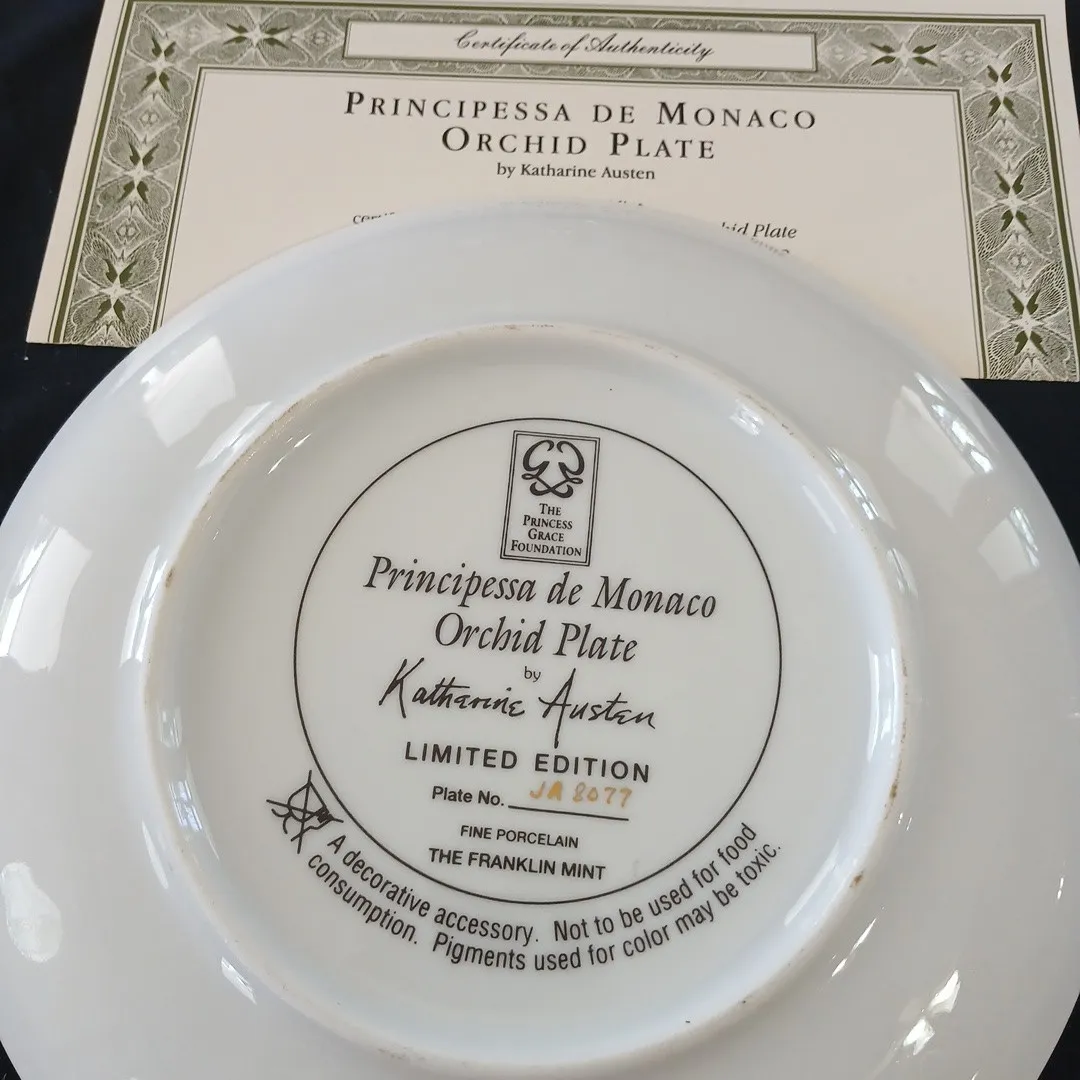 Certificate of Authenticity
PRINCIPESSA DE MONACO
ORCHID PLATE
by Katharine Austen
Plate
THE
PRINCESS
GRACE
FOUNDATION
Principessa de Monaco
Orchid Plate
by
Katharine Austen
LIMITED EDITION
Plate No. JA 8077
FINE PORCELAIN
THE FRANKLIN MINT
A decorative accessory. Not to be used for food
consumption. Pigments used for color may be toxic.